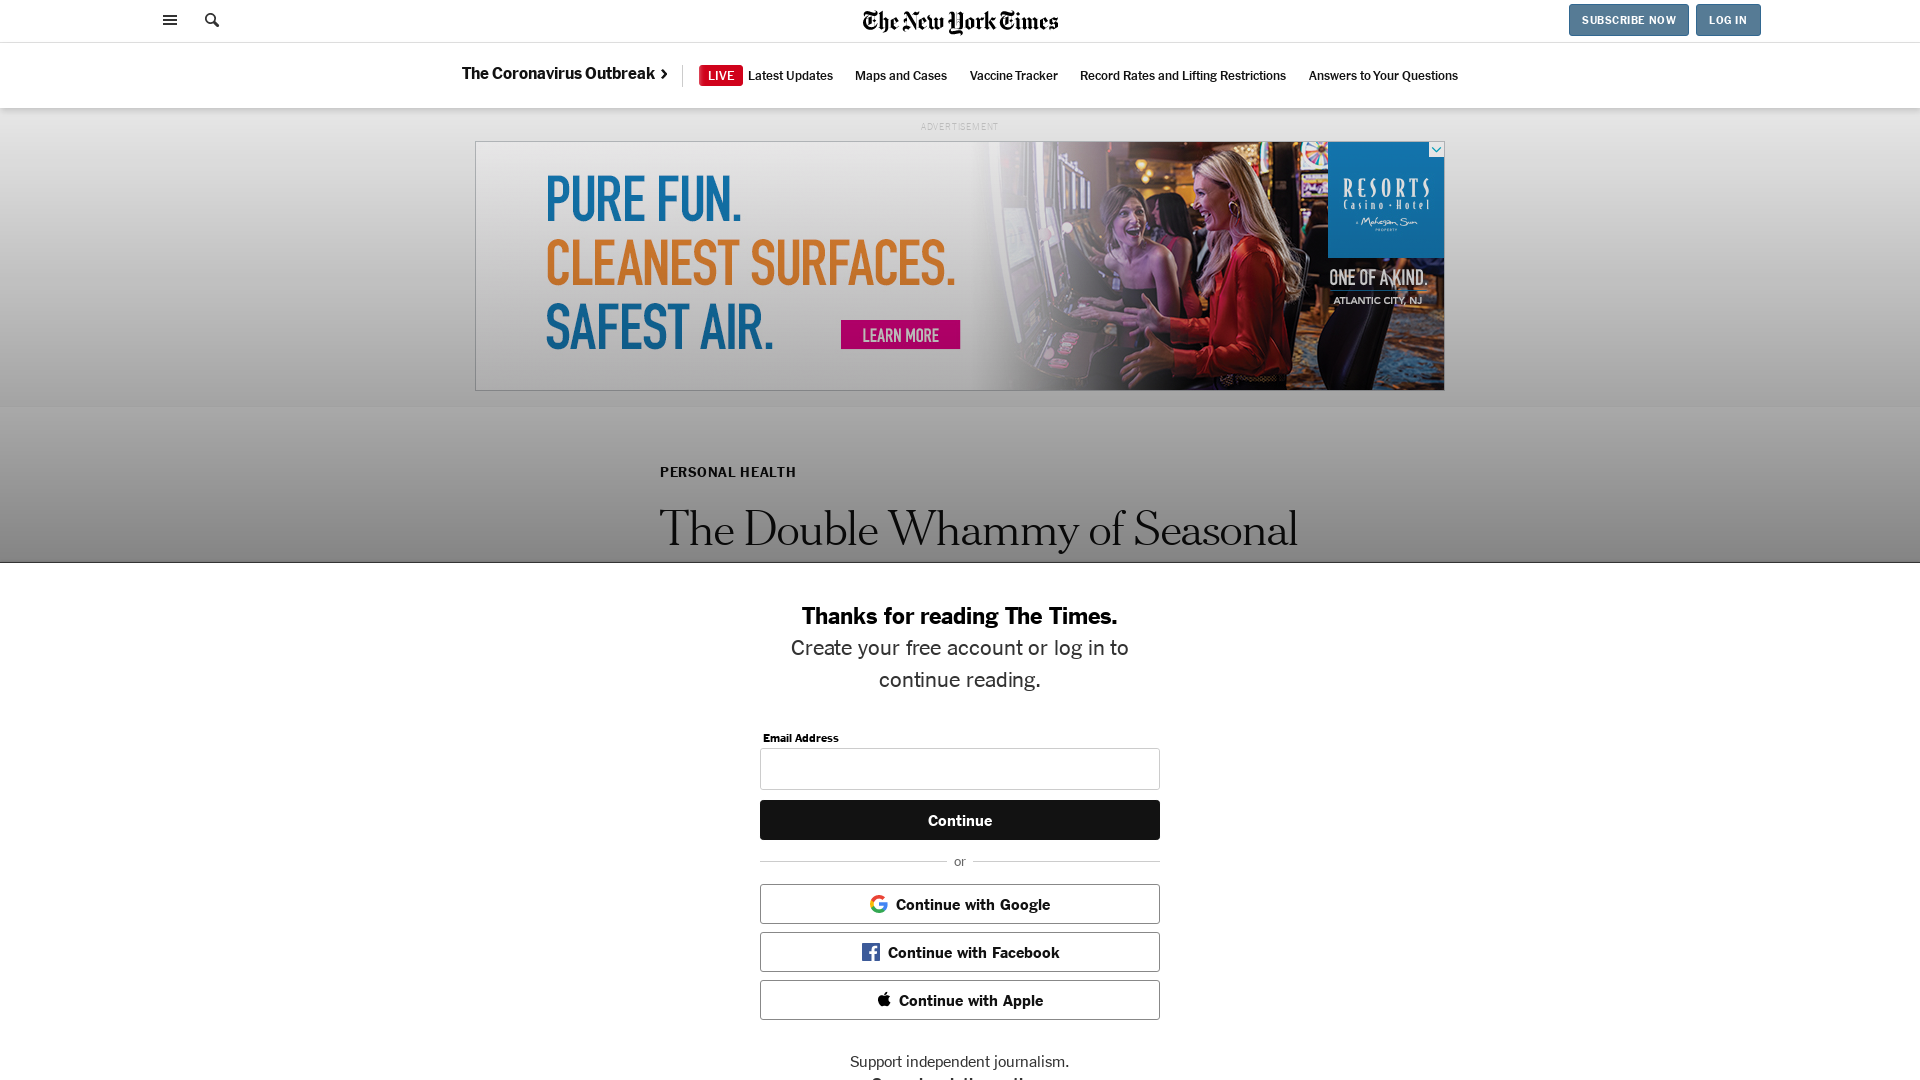 The New York Times
SUBSCRIBE NOW
LOG IN
The Coronavirus Outbreak
LIVE Latest Updates
Maps and Cases
Vaccine Tracker
Record Rates and Lifting Restrictions
Answers to Your Questions
ADVERTISEMENT
PURE FUN.
CLEANEST SURFACES.
SAFEST AIR.
LEARN MORE
RESORTS
Casino · Hotel
a Mohegan Sun
PROPERTY
ONE OF A KIND.
ATLANTIC CITY, NJ
PERSONAL HEALTH
The Double Whammy of Seasonal
Thanks for reading The Times.
Create your free account or log in to
continue reading.
Email Address
Continue
or
Continue with Google
Continue with Facebook
Continue with Apple
Support independent journalism.